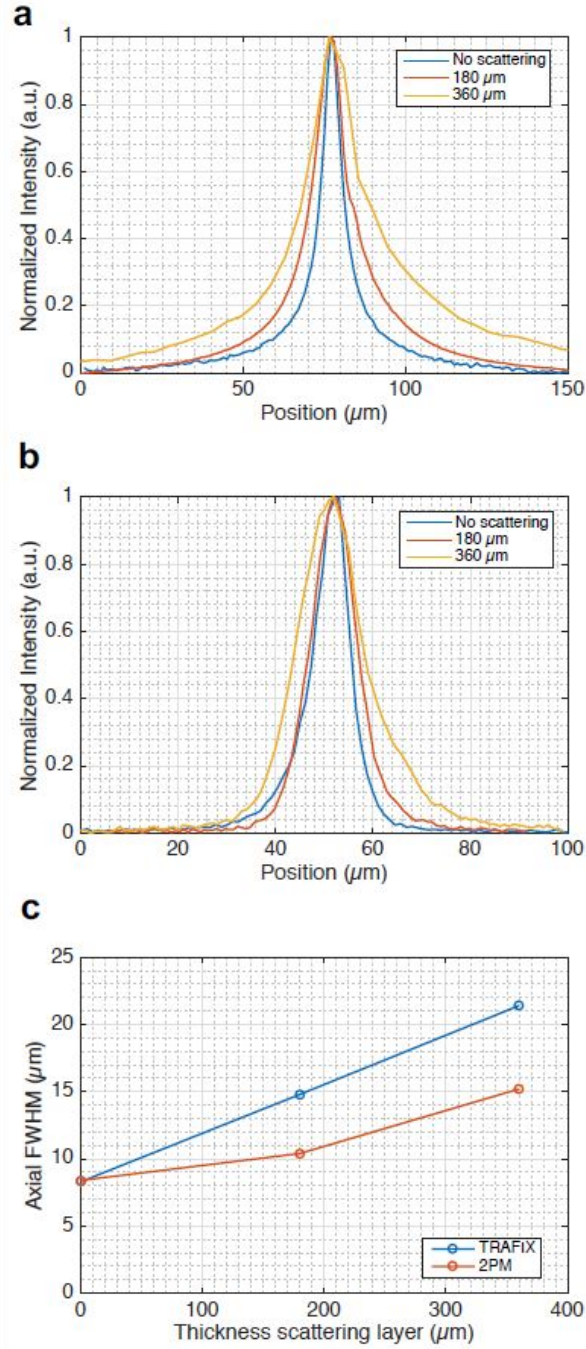 a
Normalized Intensity (a.u.)
1
0.8
0.6
0.4
0.2
0
No scattering
180 µm
360 µm
0 50 100 150
Position (µm)
b
Normalized Intensity (a.u.)
1
0.8
0.6
0.4
0.2
0
No scattering
180 µm
360 µm
0 20 40 60 80 100
Position (µm)
c
Axial FWHM (µm)
25
20
15
10
5
0
TRAFiX
2PM
0 100 200 300 400
Thickness scattering layer (µm)